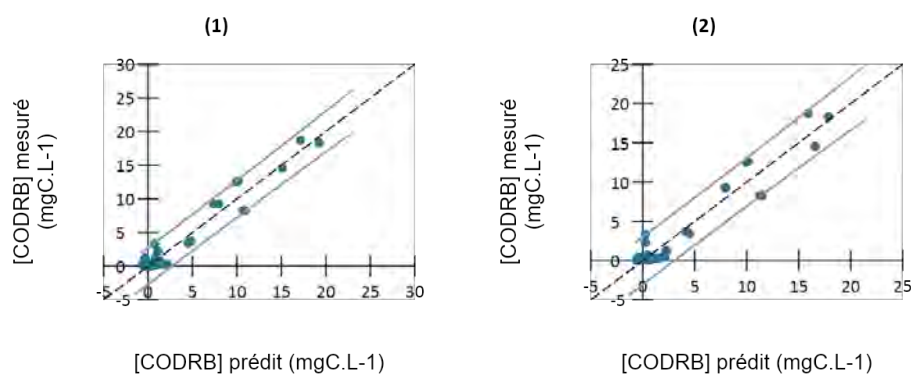 (1)
30
25
20
15
10
5
0
-5
-5 0 5 10 15 20 25 30
[CODRB] mesuré
(mgC.L-1)
[CODRB] prédit (mgC.L-1)
(2)
25
20
15
10
5
0
-5
-5 0 5 10 15 20 25
[CODRB] mesuré
(mgC.L-1)
[CODRB] prédit (mgC.L-1)